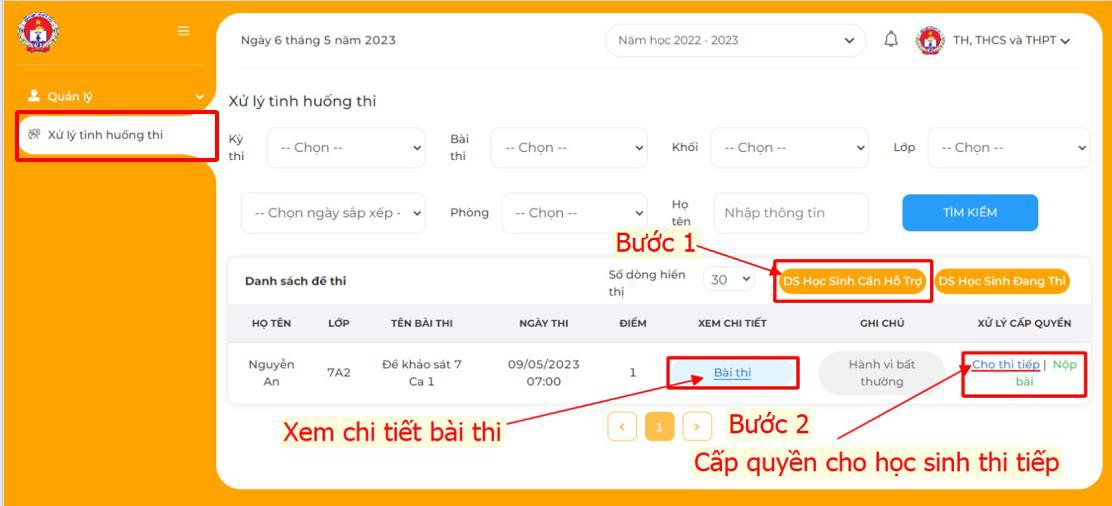 Ngày 6 tháng 5 năm 2023
Năm học 2022 - 2023
TH, THCS và THPT
Quản lý
Xử lý tình huống thi
Xử lý tình huống thi
Kỳ thi
-- Chọn --
Bài thi
-- Chọn --
Khối
-- Chọn --
Lớp
-- Chọn --
-- Chọn ngày sắp xếp -
Phòng
-- Chọn --
Họ tên
Nhập thông tin
TÌM KIẾM
Bước 1
Danh sách đề thi
Số dòng hiển thị
30
DS Học Sinh Cần Hỗ Trợ
DS Học Sinh Đang Thi
HỌ TÊN LỚP TÊN BÀI THI NGÀY THI ĐIỂM XEM CHI TIẾT GHI CHÚ XỬ LÝ CẤP QUYỀN
Nguyễn An
7A2
Đề khảo sát 7 Ca 1
09/05/2023 07:00
1
Bài thi
Hành vi bất thường
Cho thi tiếp | Nộp bài
Xem chi tiết bài thi
< 1 >
Bước 2
Cấp quyền cho học sinh thi tiếp